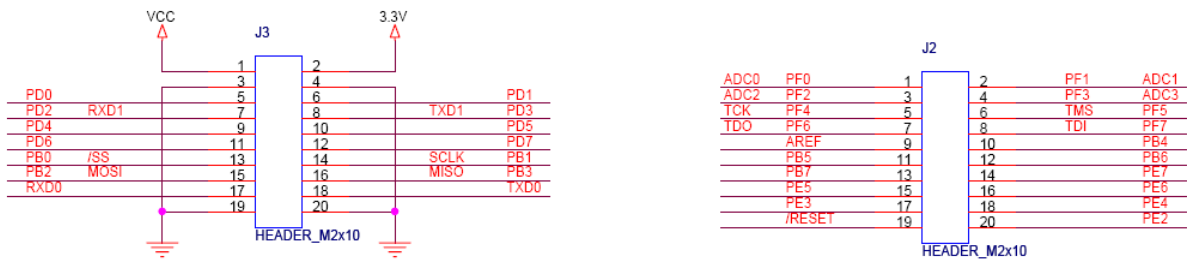 VCC 3.3V
J3
1 2
3 4
PD0 5 6 PD1
PD2 RXD1 7 8 TXD1 PD3
PD4 9 10 PD5
PD6 11 12 PD7
PB0 /SS 13 14 SCLK PB1
PB2 MOSI 15 16 MISO PB3
RXD0 17 18 TXD0
19 20
HEADER_M2x10
J2
ADC0 PF0 1 2 PF1 ADC1
ADC2 PF2 3 4 PF3 ADC3
TCK PF4 5 6 TMS PF5
TDO PF6 7 8 TDI PF7
AREF 9 10 PB4
PB5 11 12 PB6
PB7 13 14 PE7
PE5 15 16 PE6
PE3 17 18 PE4
/RESET 19 20 PE2
HEADER_M2x10